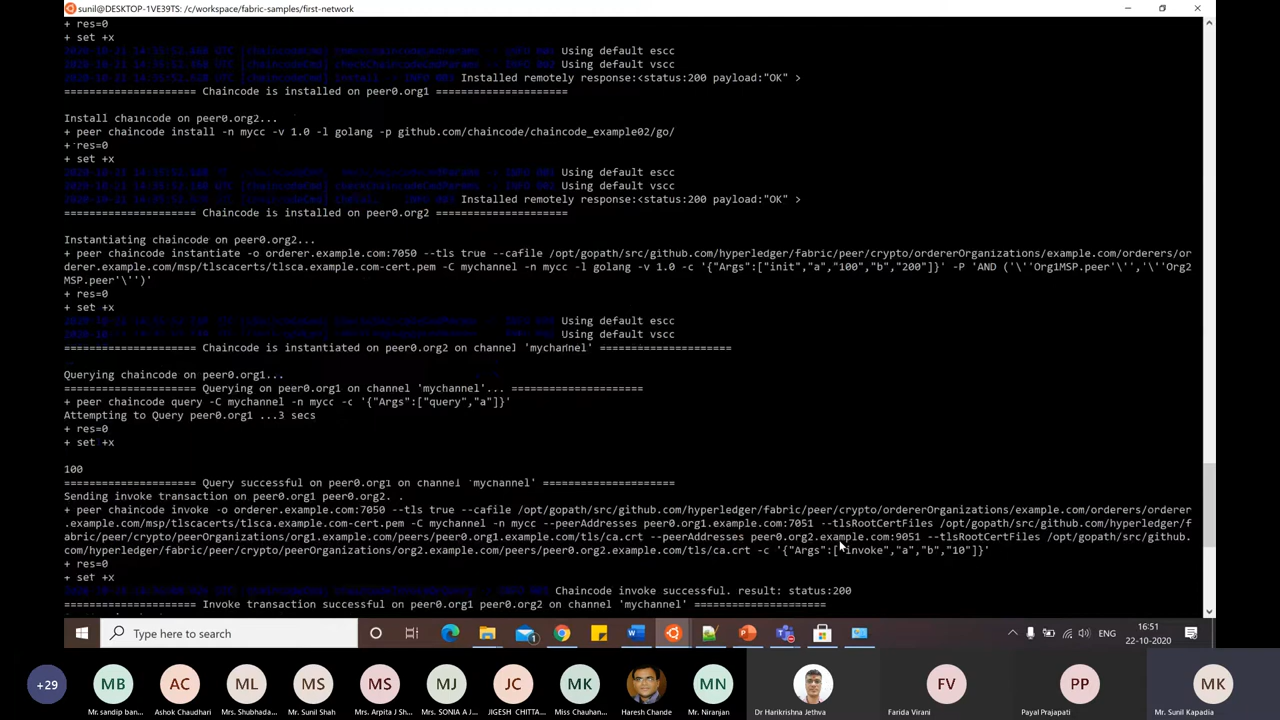 sunil@DESKTOP-1VE39TS: /c/workspace/fabric-samples/first-network
+ res=0
+ set +x
Using default escc
Using default vscc
Installed remotely response:<status:200 payload:"OK" >
===================== Chaincode is installed on peer0.org1 =====================
Install chaincode on peer0.org2...
+ peer chaincode install -n mycc -v 1.0 -l golang -p github.com/chaincode/chaincode_example02/go/
+ res=0
+ set +x
Using default escc
Using default vscc
Installed remotely response:<status:200 payload:"OK" >
===================== Chaincode is installed on peer0.org2 =====================
Instantiating chaincode on peer0.org2...
+ peer chaincode instantiate -o orderer.example.com:7050 --tls true --cafile /opt/gopath/src/github.com/hyperledger/fabric/peer/crypto/ordererOrganizations/example.com/orderers/or
derer.example.com/msp/tlscacerts/tlsca.example.com-cert.pem -C mychannel -n mycc -l golang -v 1.0 -c '{"Args":["init","a","100","b","200"]}' -P 'AND ('\''Org1MSP.peer'\'','\''Org2
MSP.peer'\'')'
+ res=0
+ set +x
Using default escc
Using default vscc
===================== Chaincode is instantiated on peer0.org2 on channel 'mychannel' =====================
Querying chaincode on peer0.org1...
===================== Querying on peer0.org1 on channel 'mychannel'... =====================
+ peer chaincode query -C mychannel -n mycc -c '{"Args":["query","a"]}'
Attempting to Query peer0.org1 ...3 secs
+ res=0
+ set +x
100
===================== Query successful on peer0.org1 on channel 'mychannel' =====================
Sending invoke transaction on peer0.org1 peer0.org2. .
+ peer chaincode invoke -o orderer.example.com:7050 --tls true --cafile /opt/gopath/src/github.com/hyperledger/fabric/peer/crypto/ordererOrganizations/example.com/orderers/orderer
.example.com/msp/tlscacerts/tlsca.example.com-cert.pem -C mychannel -n mycc --peerAddresses peer0.org1.example.com:7051 --tlsRootCertFiles /opt/gopath/src/github.com/hyperledger/f
abric/peer/crypto/peerOrganizations/org1.example.com/peers/peer0.org1.example.com/tls/ca.crt --peerAddresses peer0.org2.example.com:9051 --tlsRootCertFiles /opt/gopath/src/github.
com/hyperledger/fabric/peer/crypto/peerOrganizations/org2.example.com/peers/peer0.org2.example.com/tls/ca.crt -c '{"Args":["invoke","a","b","10"]}'
+ res=0
+ set +x
Chaincode invoke successful. result: status:200
===================== Invoke transaction successful on peer0.org1 peer0.org2 on channel 'mychannel' =====================
Type here to search
ENG
16:51
22-10-2020
+29
MB
AC
ML
MS
MS
MJ
JC
MK
MN
FV
PP
MK
Mr. sandip ban...
Ashok Chaudhari
Mrs. Shubhada...
Mr. Sunil Shah
Mrs. Arpita J Sh...
Mrs. SONIA A J...
JIGESH CHITTA...
Miss Chauhan...
Haresh Chande
Mr. Niranjan
Dr Harikrishna Jethva
Farida Virani
Payal Prajapati
Mr. Sunil Kapadia